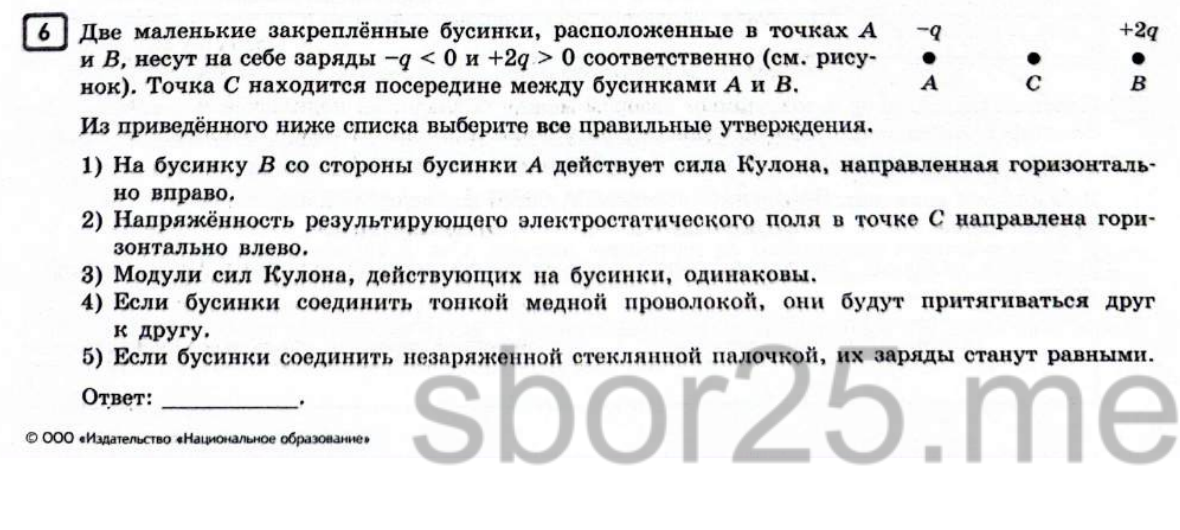 6 Две маленькие закреплённые бусинки, расположенные в точках A
и B, несут на себе заряды −q < 0 и +2q > 0 соответственно (см. рису-
нок). Точка C находится посередине между бусинками A и B.
−q +2q
A C B
Из приведённого ниже списка выберите все правильные утверждения.
1) На бусинку B со стороны бусинки A действует сила Кулона, направленная горизонталь-
но вправо.
2) Напряжённость результирующего электростатического поля в точке C направлена гори-
зонтально влево.
3) Модули сил Кулона, действующих на бусинки, одинаковы.
4) Если бусинки соединить тонкой медной проволокой, они будут притягиваться друг
к другу.
5) Если бусинки соединить незаряженной стеклянной палочкой, их заряды станут равными.
Ответ: ____________.
© ООО «Издательство «Национальное образование»
sbor25.me